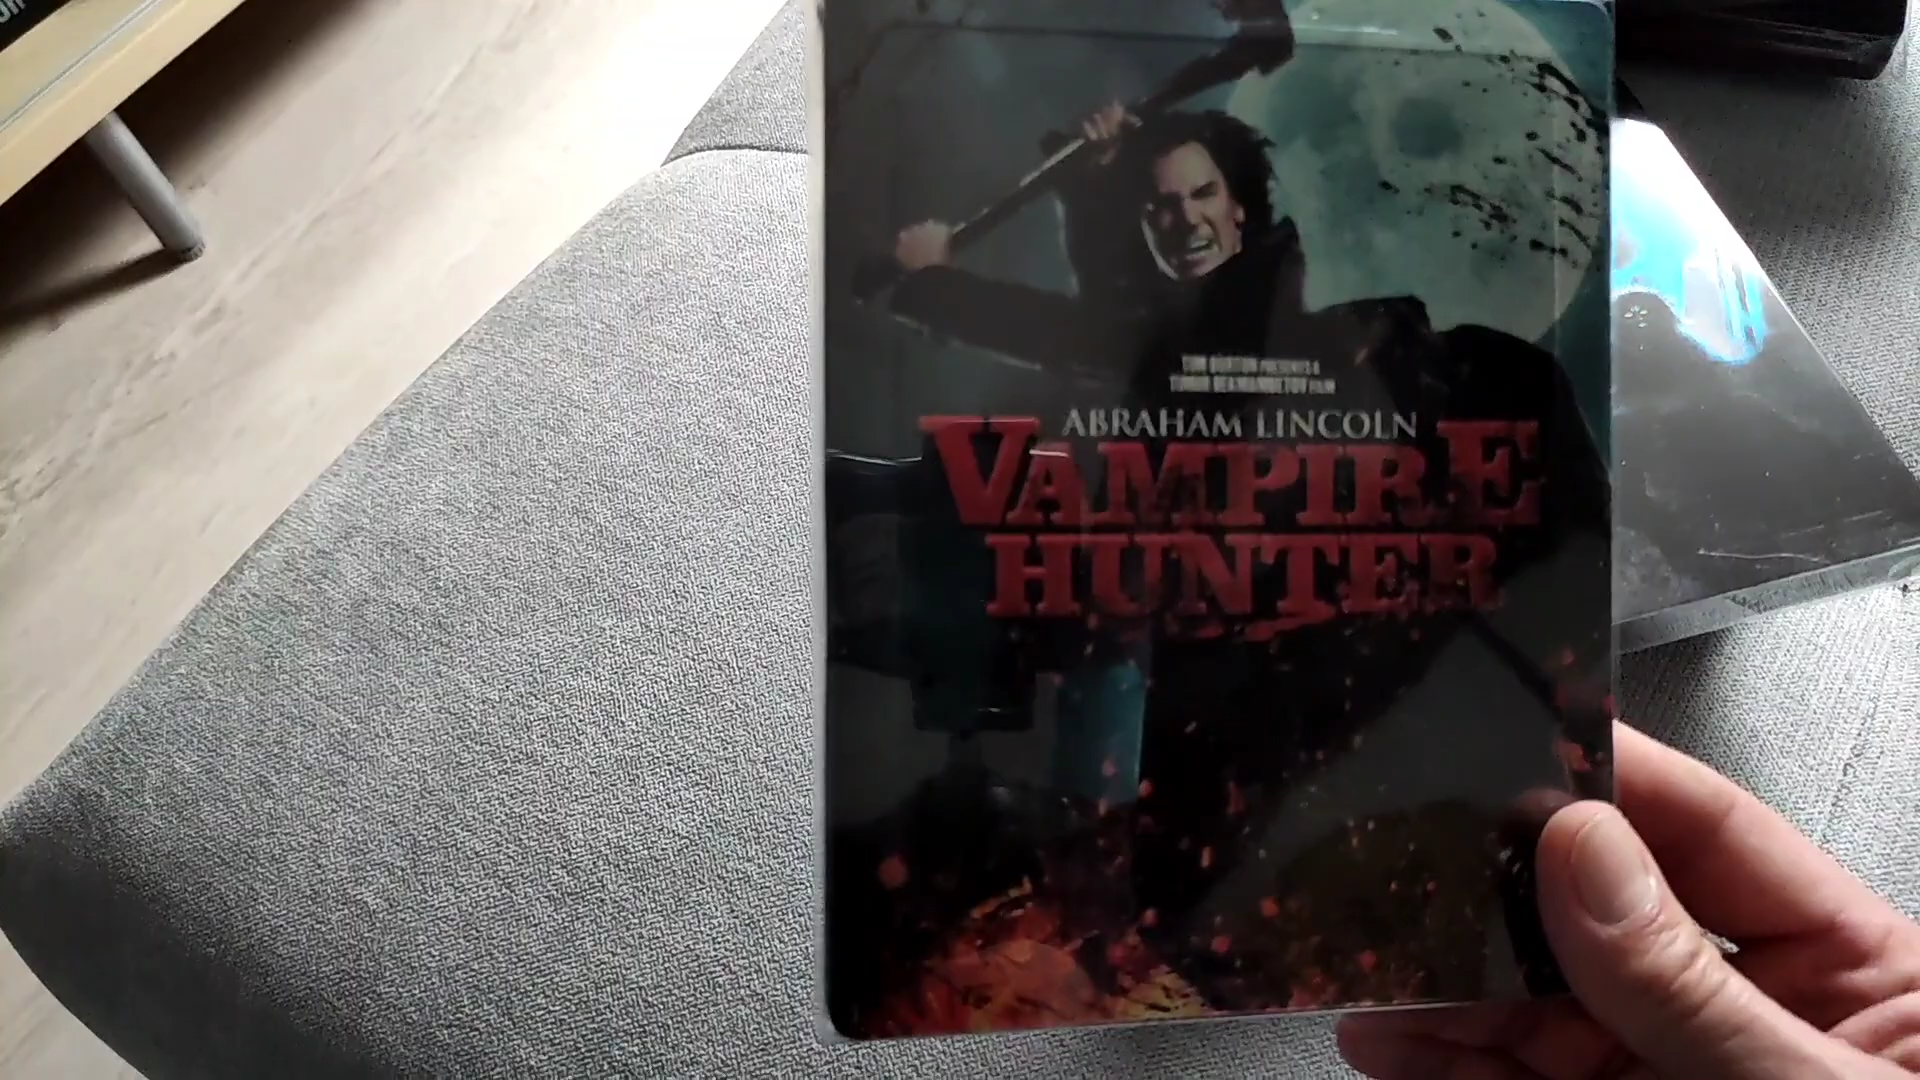 TIM BURTON PRESENTS A
TIMUR BEKMAMBETOV FILM
ABRAHAM LINCOLN
VAMPIRE
HUNTER